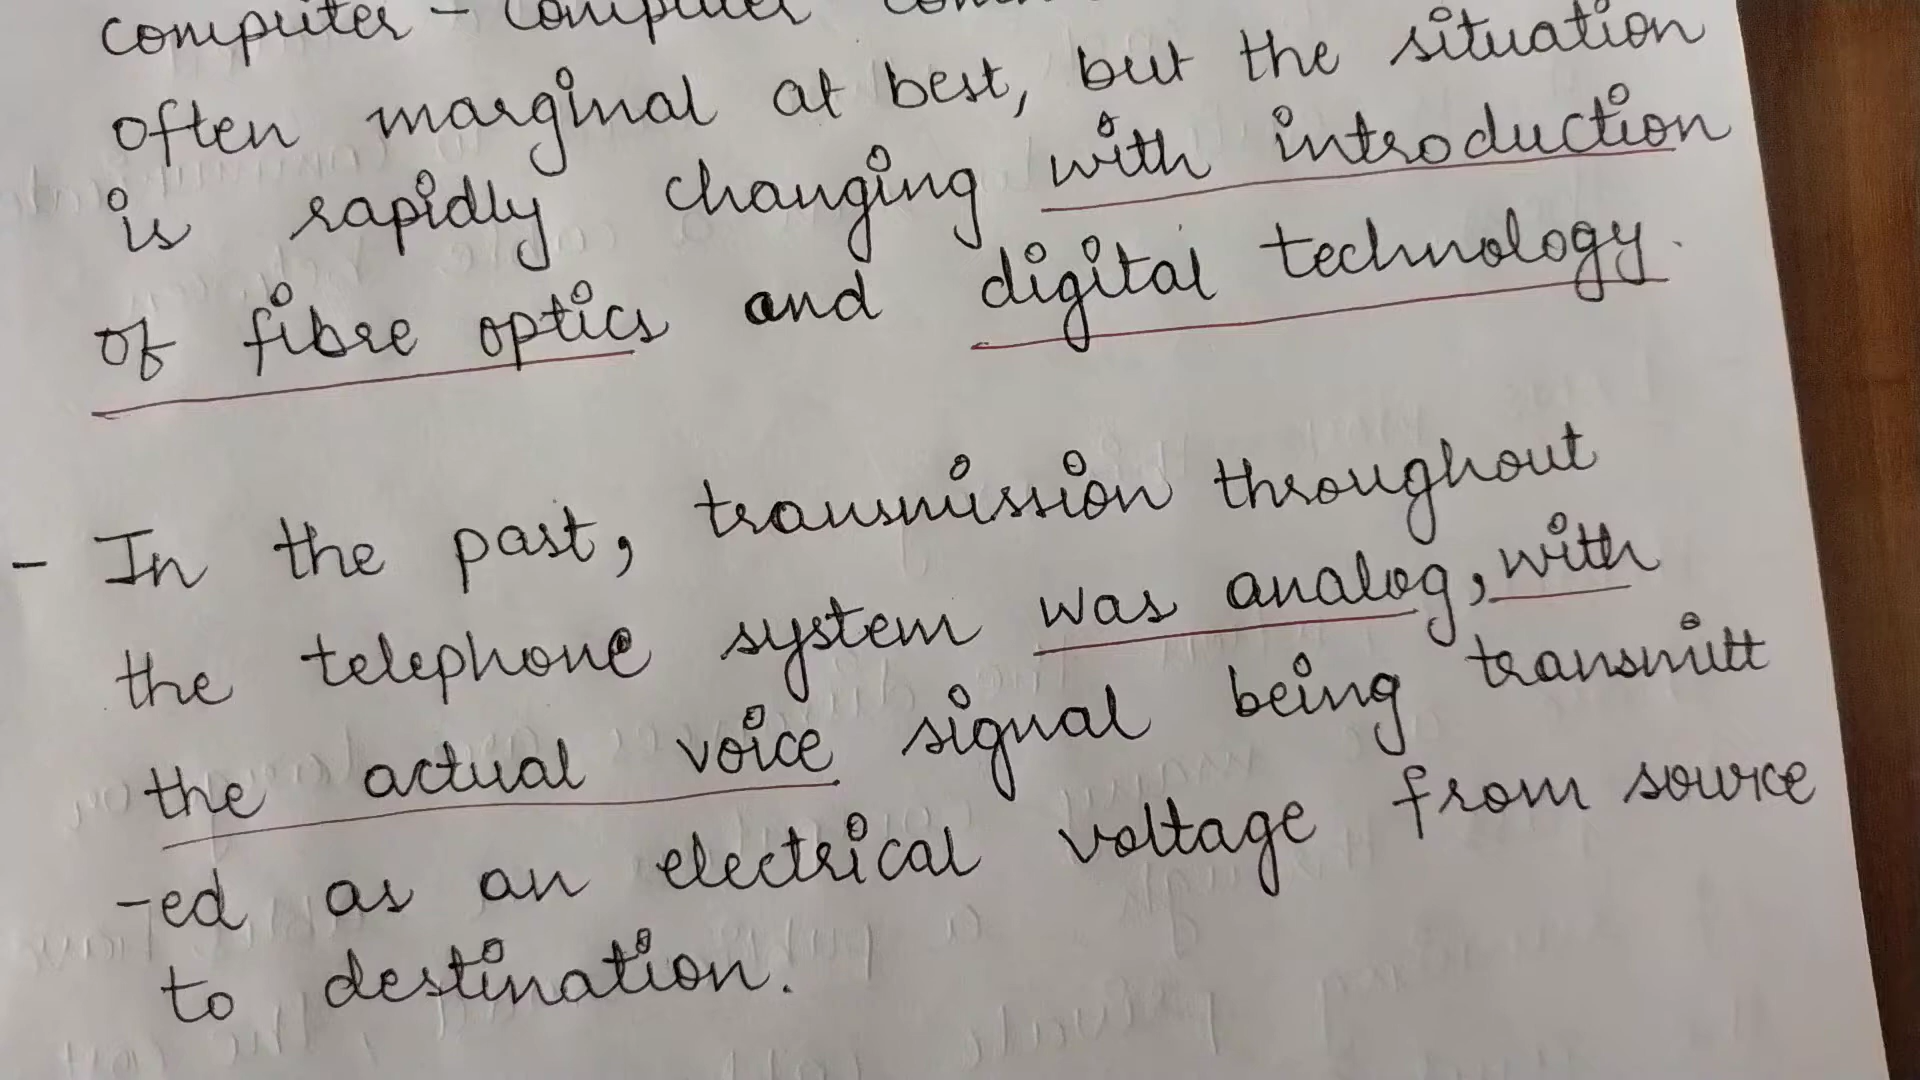 computer - computer
often marginal at best, but the situation
is rapidly changing with introduction
of fibre optics and digital technology.
- In the past, transmission throughout
the telephone system was analog, with
the actual voice signal being transmitt
-ed as an electrical voltage from source
to destination.